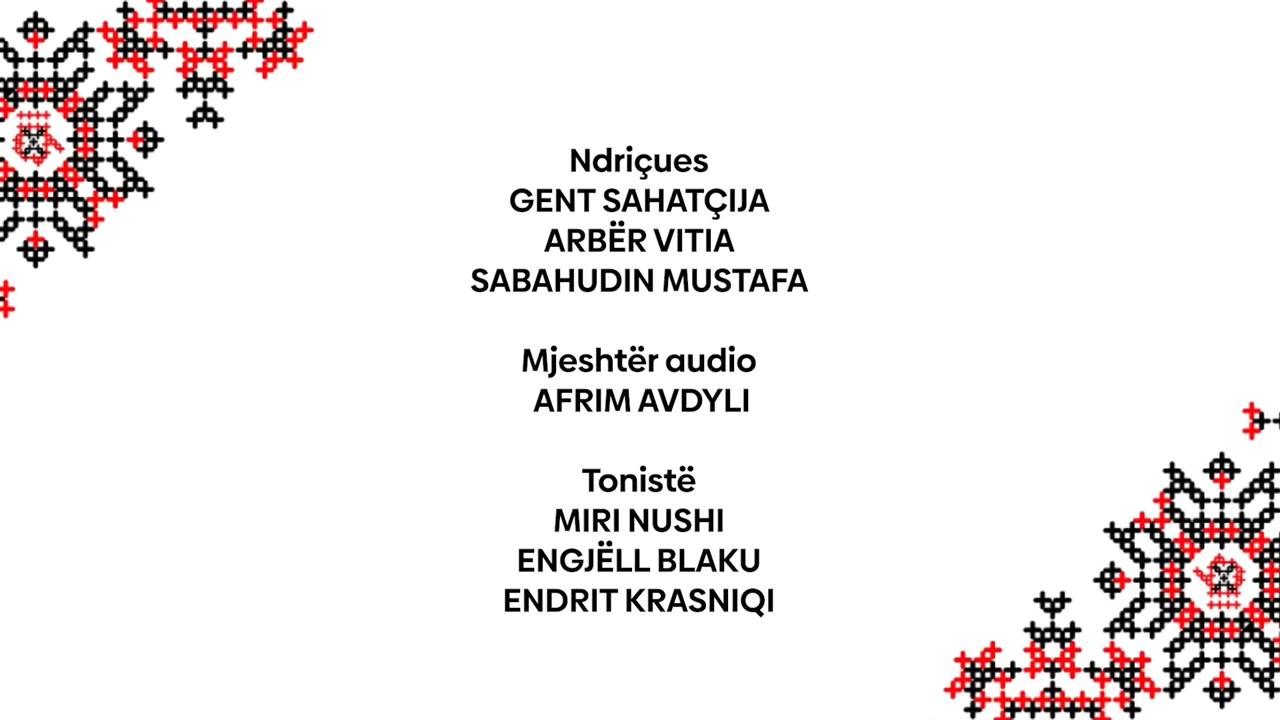 Ndriçues
GENT SAHATÇIJA
ARBËR VITIA
SABAHUDIN MUSTAFA
Mjeshtër audio
AFRIM AVDYLI
Tonistë
MIRI NUSHI
ENGJËLL BLAKU
ENDRIT KRASNIQI